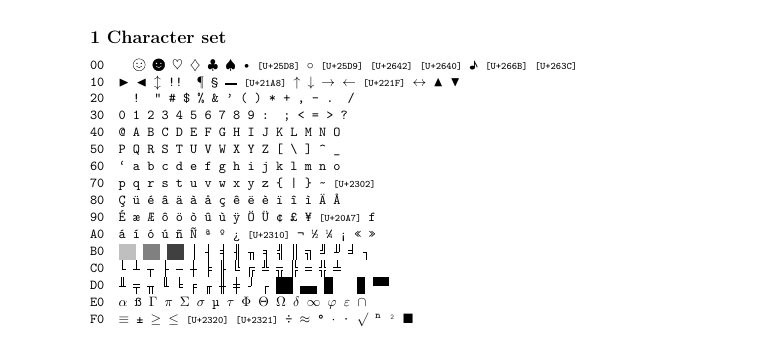 1 Character set
00 ☺ ☻ ♡ ♢ ♣ ♠ • [U+25D8] ○ [U+25D9] [U+2642] [U+2640] ♪ [U+266B] [U+263C]
10 ► ◄ ↕ !! ¶ § ▬ [U+21A8] ↑ ↓ → ← [U+221F] ↔ ▲ ▼
20 ! " # $ % & ' ( ) * + , - . /
30 0 1 2 3 4 5 6 7 8 9 : ; < = > ?
40 @ A B C D E F G H I J K L M N O
50 P Q R S T U V W X Y Z [ \ ] ^ _
60 ‘ a b c d e f g h i j k l m n o
70 p q r s t u v w x y z { | } ~ [U+2302]
80 Ç ü é â ä à å ç ê ë è ï î ì Ä Å
90 É æ Æ ô ö ò û ù ÿ Ö Ü ¢ £ ¥ [U+20A7] f
A0 á í ó ú ñ Ñ ª º ¿ [U+2310] ¬ ½ ¼ ¡ « »
B0 ░ ▒ ▓ │ ┤ ╡ ╢ ╖ ╕ ╣ ║ ╗ ╝ ╜ ╛ ┐
C0 └ ┴ ┬ ├ ─ ┼ ╞ ╟ ╚ ╔ ╩ ╦ ╠ ═ ╬ ╧
D0 ╨ ╤ ╥ ╙ ╘ ╒ ╓ ╫ ╪ ┘ ┌ █ ▄ ▌ ▐ ▀
E0 α ß Γ π Σ σ µ τ Φ Θ Ω δ ∞ φ ε ∩
F0 ≡ ± ≥ ≤ [U+2320] [U+2321] ÷ ≈ ° · · √ ⁿ ² ■